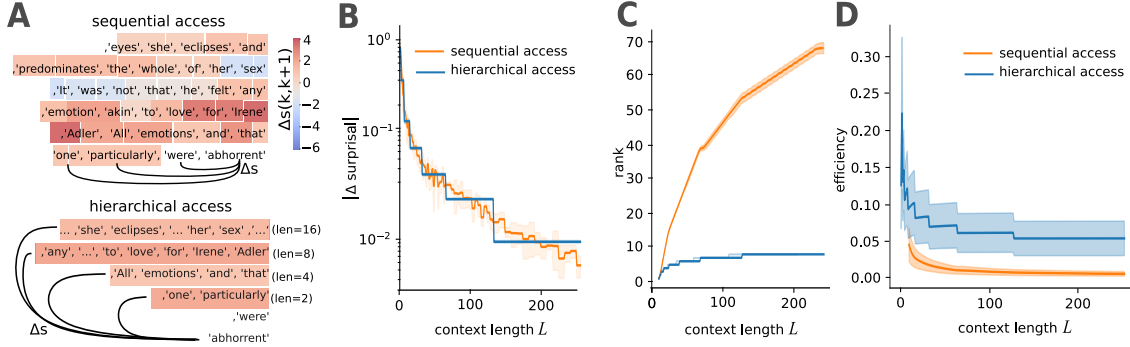 A
sequential access
,'eyes', 'she', 'eclipses', 'and'
,'predominates', 'the', 'whole', 'of', 'her', 'sex'
,'It', 'was', 'not', 'that', 'he', 'felt', 'any'
,'emotion', 'akin', 'to', 'love', 'for', 'Irene'
,'Adler', 'All', 'emotions', 'and', 'that'
'one', 'particularly', 'were', 'abhorrent'
Δs
4
2
0
−2
−4
−6
Δs(k,k+1)
hierarchical access
... ,'she', 'eclipses', '... 'her', 'sex' ,'...' (len=16)
,'any', '...', 'to', 'love', 'for', 'Irene', 'Adler' (len=8)
,'All', 'emotions', 'and', 'that' (len=4)
,'one', 'particularly' (len=2)
,'were'
'abhorrent'
Δs
B
sequential access
hierarchical access
10⁰
10⁻¹
10⁻²
|Δ surprisal|
0 100 200
context length L
C
70
60
50
40
30
20
10
0
rank
0 100 200
context length L
D
sequential access
hierarchical access
0.30
0.25
0.20
0.15
0.10
0.05
0.00
efficiency
0 100 200
context length L